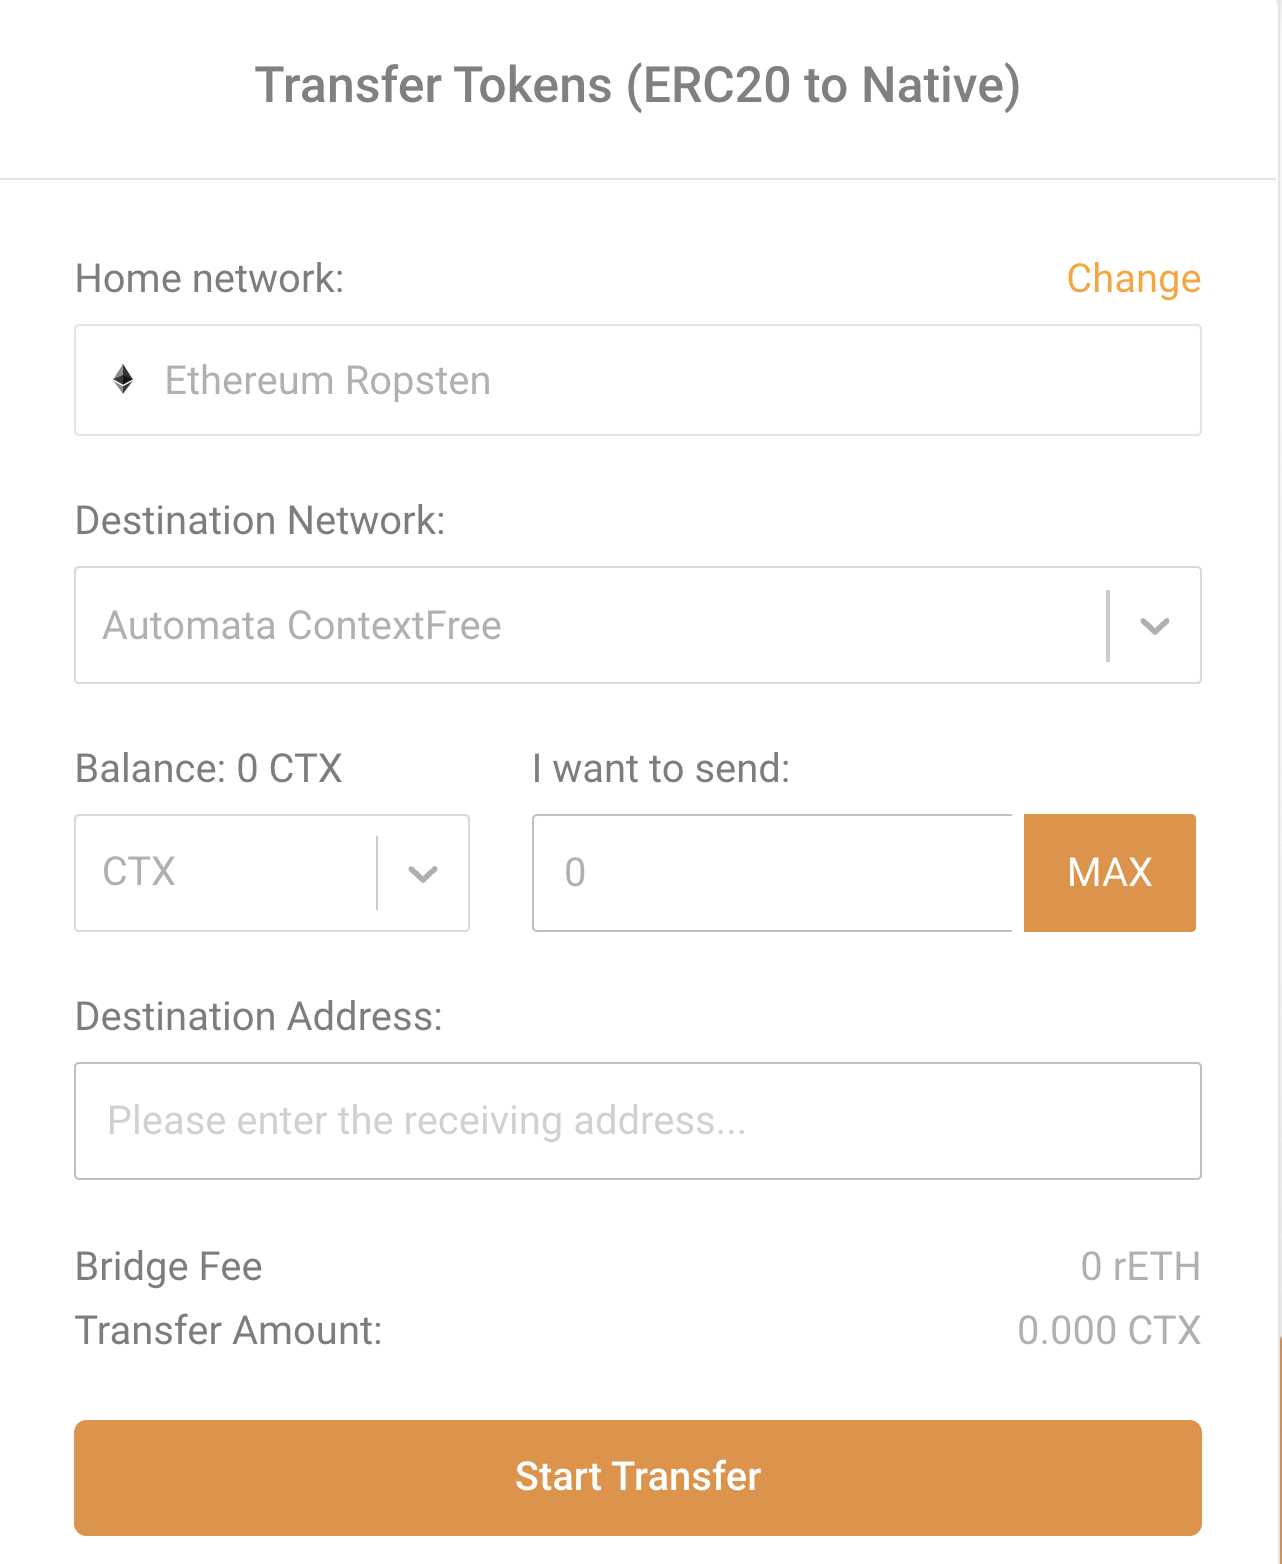 Transfer Tokens (ERC20 to Native)
Home network:
Change
Ethereum Ropsten
Destination Network:
Automata ContextFree
Balance: 0 CTX
I want to send:
CTX
0
MAX
Destination Address:
Please enter the receiving address...
Bridge Fee
0 rETH
Transfer Amount:
0.000 CTX
Start Transfer